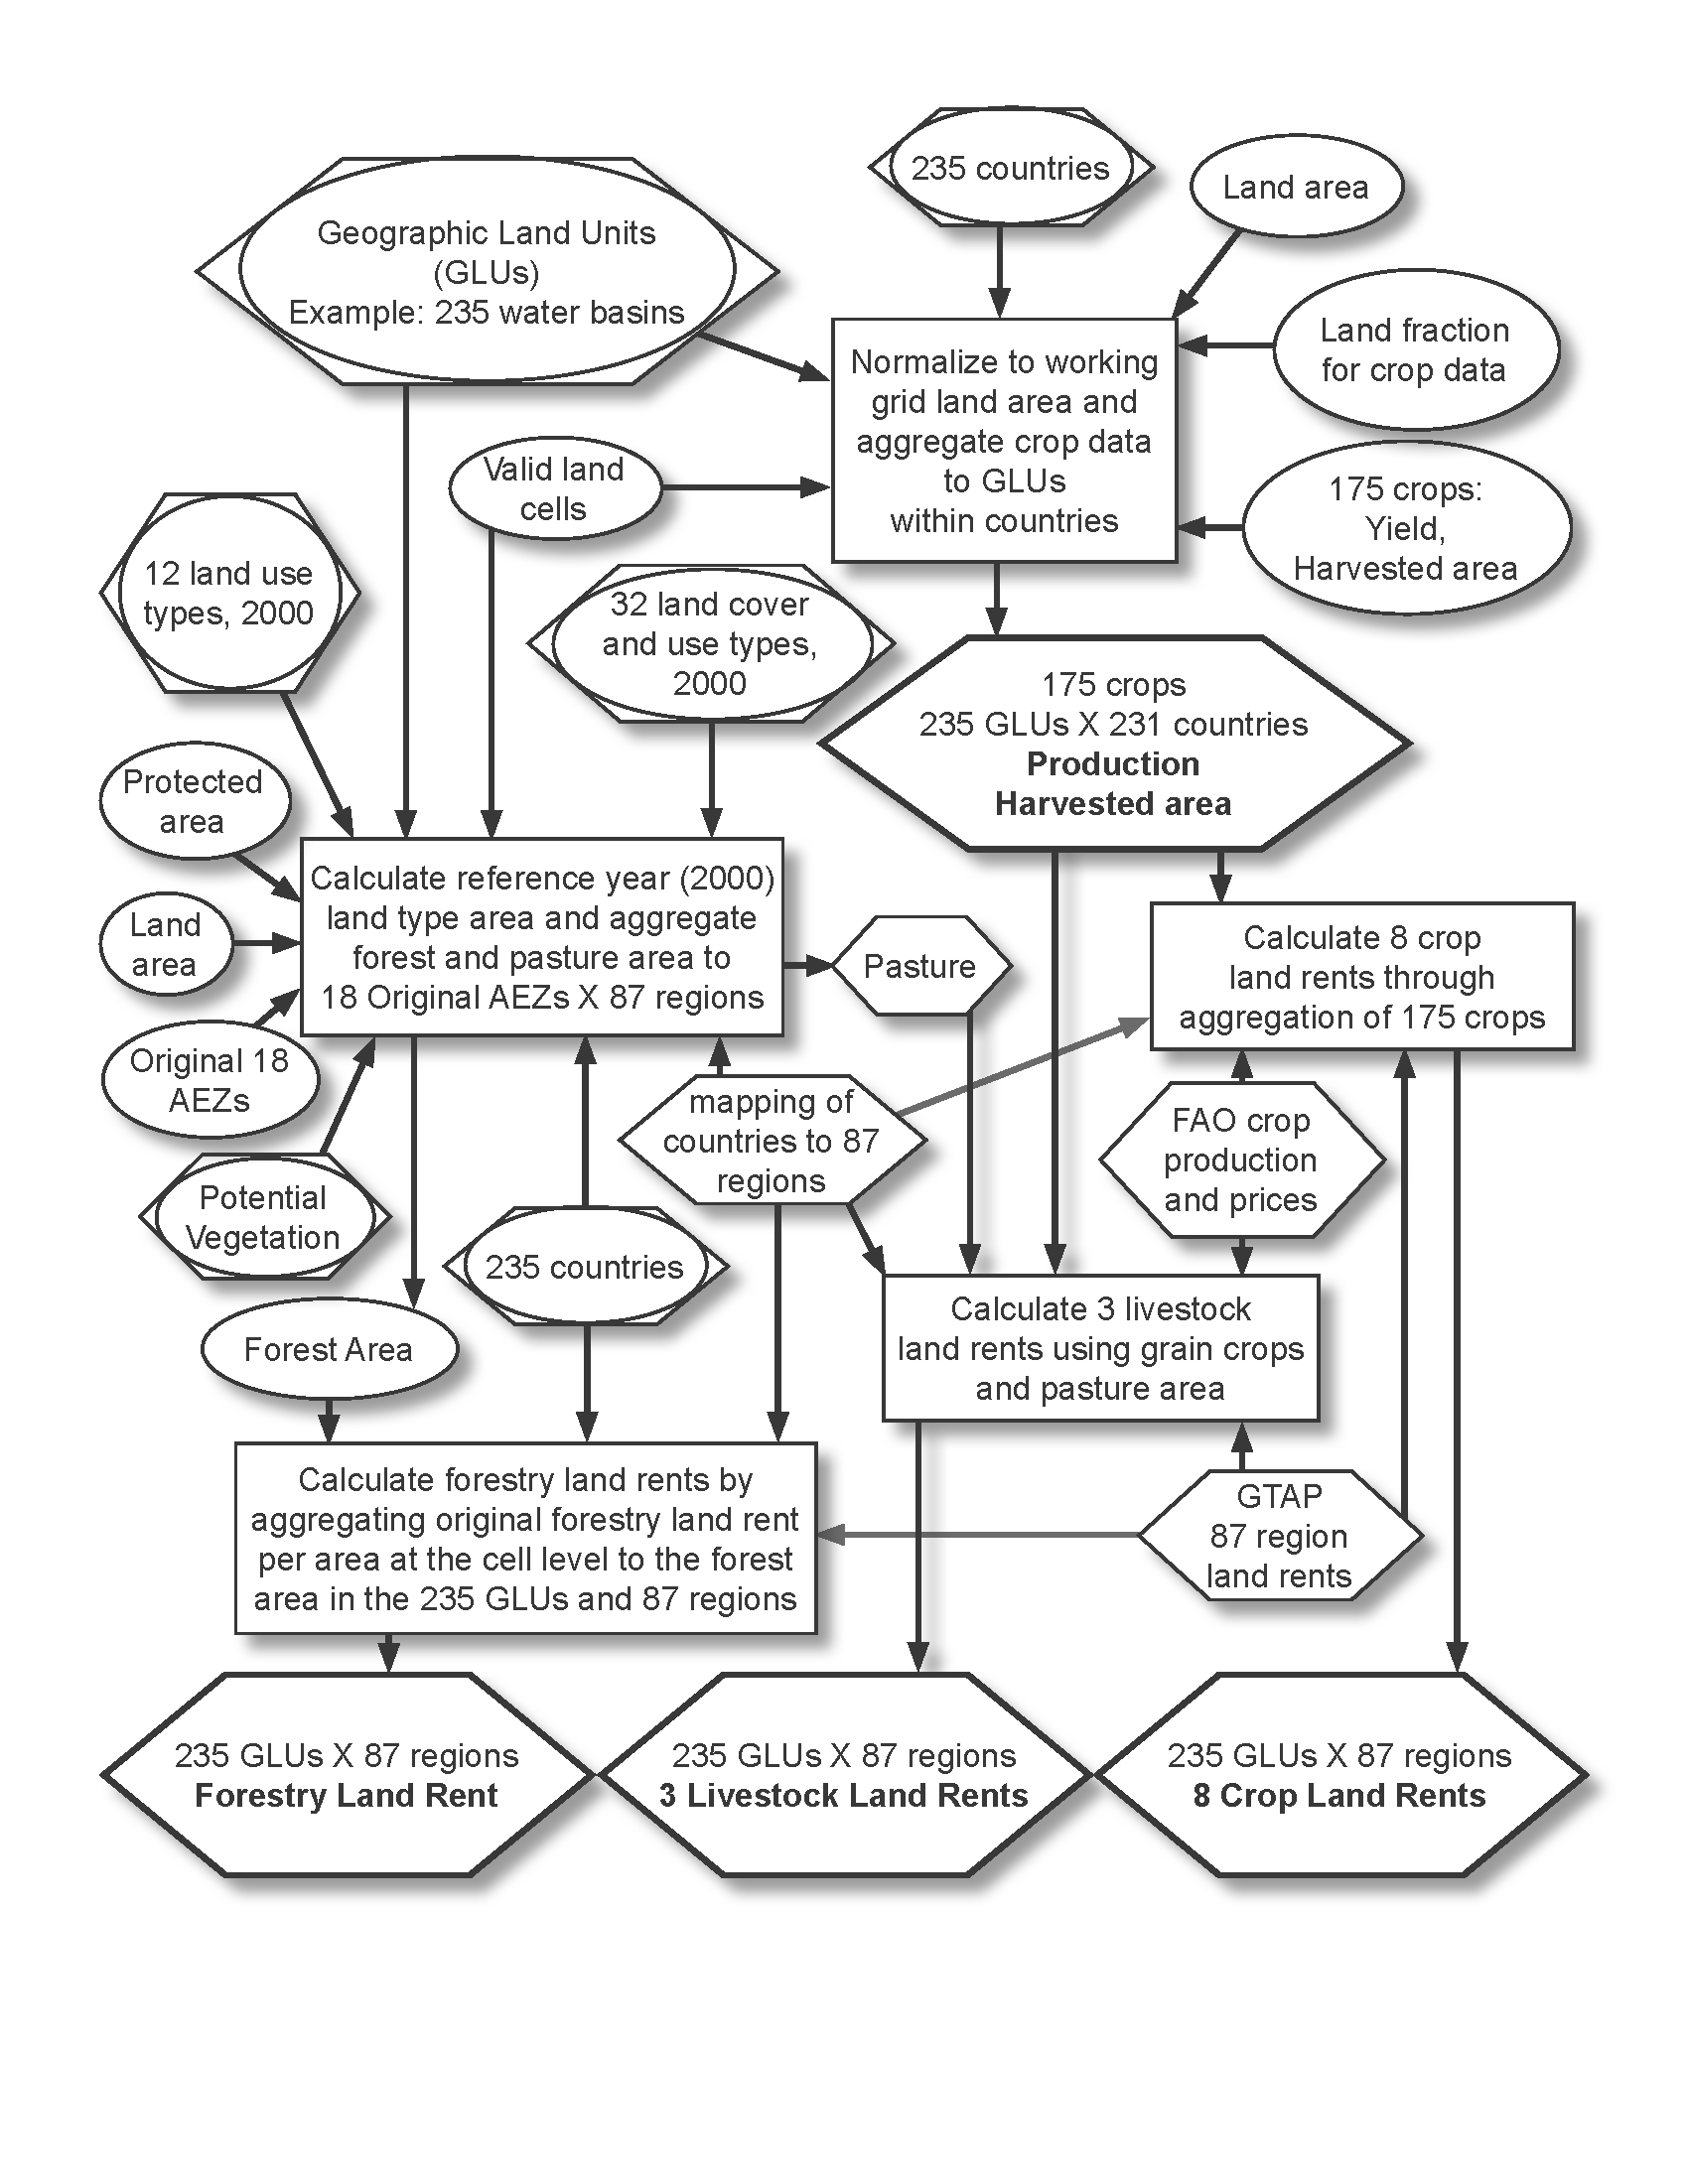 235 countries
Land area
Geographic Land Units
(GLUs)
Example: 235 water basins
Land fraction
for crop data
Normalize to working
grid land area and
aggregate crop data
to GLUs
within countries
Valid land
cells
175 crops:
Yield,
Harvested area
12 land use
types, 2000
32 land cover
and use types,
2000
175 crops
235 GLUs X 231 countries
Production
Harvested area
Protected
area
Calculate reference year (2000)
land type area and aggregate
forest and pasture area to
18 Original AEZs X 87 regions
Land
area
Pasture
Calculate 8 crop
land rents through
aggregation of 175 crops
Original 18
AEZs
mapping of
countries to 87
regions
FAO crop
production
and prices
Potential
Vegetation
235 countries
Forest Area
Calculate 3 livestock
land rents using grain crops
and pasture area
Calculate forestry land rents by
aggregating original forestry land rent
per area at the cell level to the forest
area in the 235 GLUs and 87 regions
GTAP
87 region
land rents
235 GLUs X 87 regions
Forestry Land Rent
235 GLUs X 87 regions
3 Livestock Land Rents
235 GLUs X 87 regions
8 Crop Land Rents